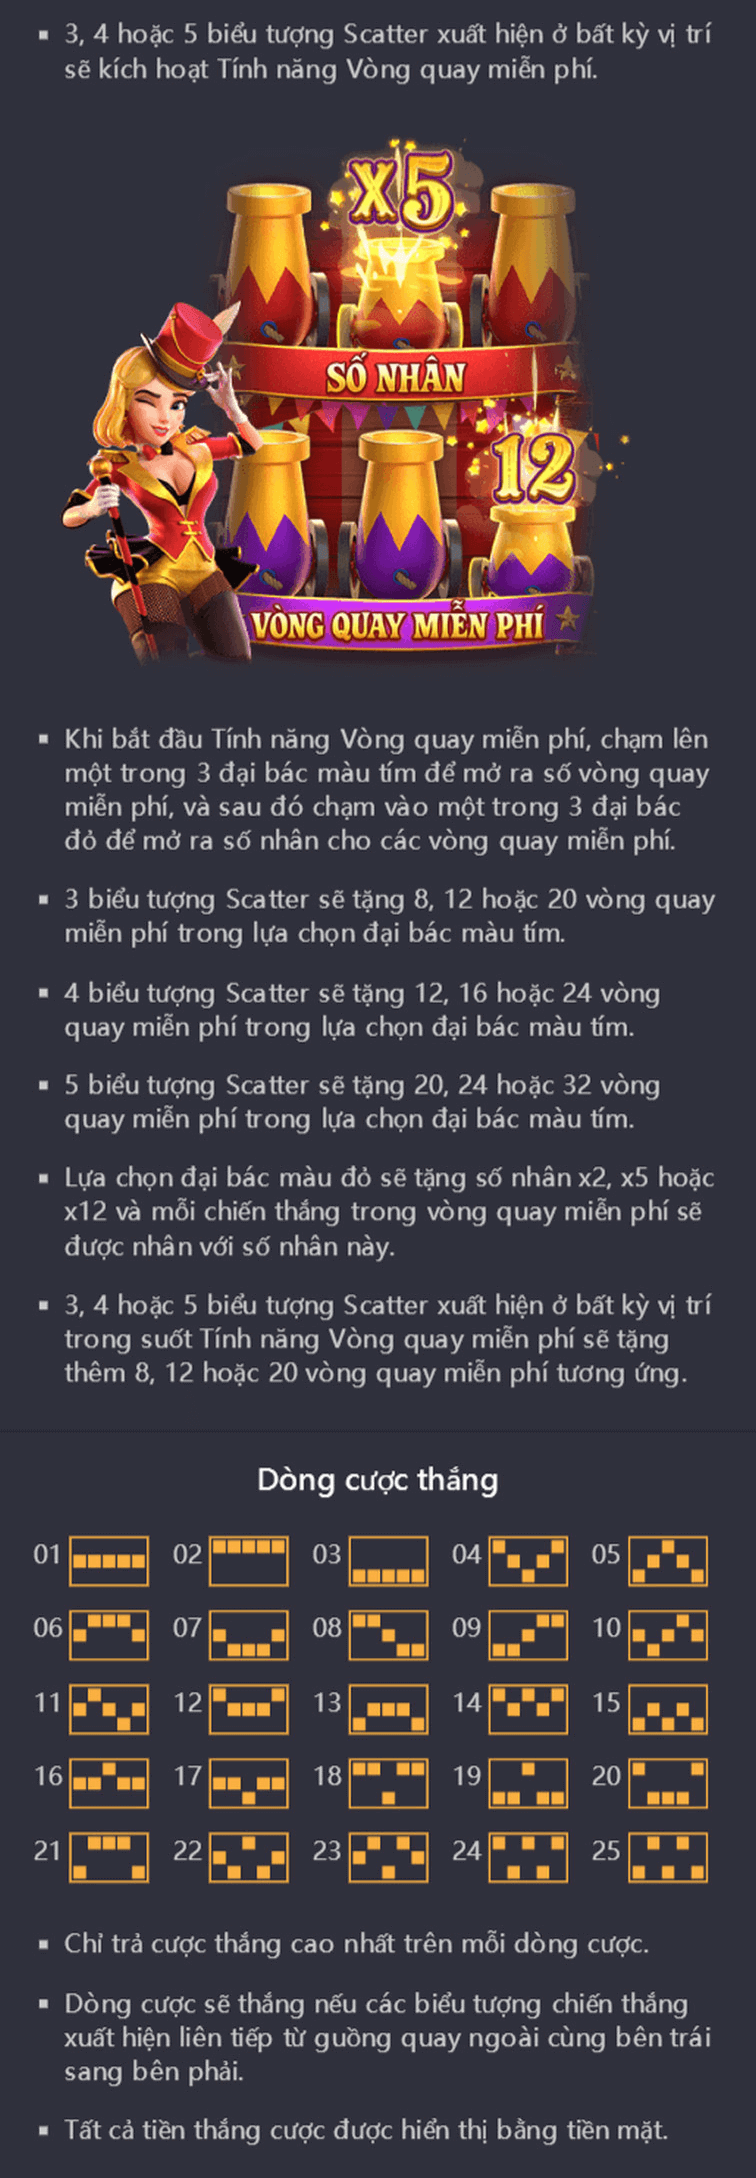 ▪ 3, 4 hoặc 5 biểu tượng Scatter xuất hiện ở bất kỳ vị trí
sẽ kích hoạt Tính năng Vòng quay miễn phí.
X5
SỐ NHÂN
12
VÒNG QUAY MIỄN PHÍ
▪ Khi bắt đầu Tính năng Vòng quay miễn phí, chạm lên
một trong 3 đại bác màu tím để mở ra số vòng quay
miễn phí, và sau đó chạm vào một trong 3 đại bác
đỏ để mở ra số nhân cho các vòng quay miễn phí.
▪ 3 biểu tượng Scatter sẽ tặng 8, 12 hoặc 20 vòng quay
miễn phí trong lựa chọn đại bác màu tím.
▪ 4 biểu tượng Scatter sẽ tặng 12, 16 hoặc 24 vòng
quay miễn phí trong lựa chọn đại bác màu tím.
▪ 5 biểu tượng Scatter sẽ tặng 20, 24 hoặc 32 vòng
quay miễn phí trong lựa chọn đại bác màu tím.
▪ Lựa chọn đại bác màu đỏ sẽ tặng số nhân x2, x5 hoặc
x12 và mỗi chiến thắng trong vòng quay miễn phí sẽ
được nhân với số nhân này.
▪ 3, 4 hoặc 5 biểu tượng Scatter xuất hiện ở bất kỳ vị trí
trong suốt Tính năng Vòng quay miễn phí sẽ tặng
thêm 8, 12 hoặc 20 vòng quay miễn phí tương ứng.
Dòng cược thắng
01 02 03 04 05
06 07 08 09 10
11 12 13 14 15
16 17 18 19 20
21 22 23 24 25
▪ Chỉ trả cược thắng cao nhất trên mỗi dòng cược.
▪ Dòng cược sẽ thắng nếu các biểu tượng chiến thắng
xuất hiện liên tiếp từ guồng quay ngoài cùng bên trái
sang bên phải.
▪ Tất cả tiền thắng cược được hiển thị bằng tiền mặt.